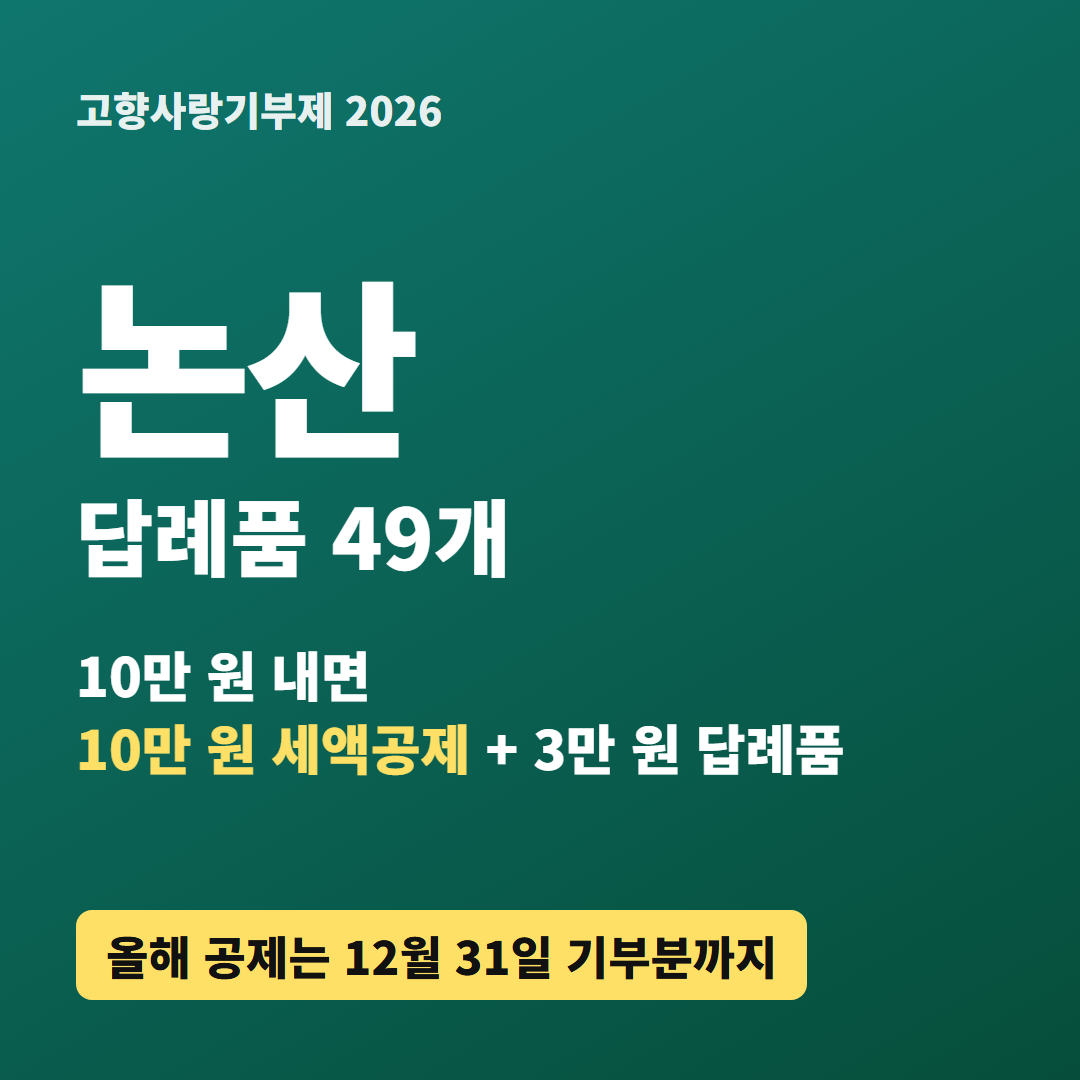 고향사랑기부제 2026
논산
답례품 49개
10만 원 내면
10만 원 세액공제 + 3만 원 답례품
올해 공제는 12월 31일 기부분까지